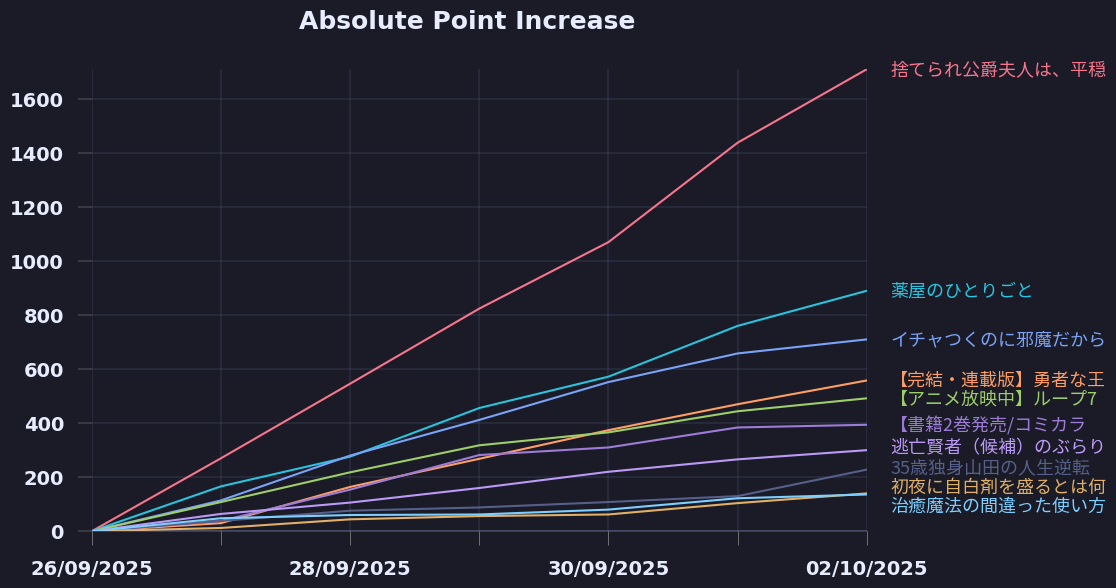 Absolute Point Increase
捨てられ公爵夫人は、平穏
1600
1400
1200
1000
薬屋のひとりごと
800
イチャつくのに邪魔だから
600
【完結・連載版】勇者な王
【アニメ放映中】ループ7
400
【書籍2巻発売/コミカラ
逃亡賢者（候補）のぶらり
35歳独身山田の人生逆転
200
初夜に自白剤を盛るとは何
治癒魔法の間違った使い方
0
26/09/2025
28/09/2025
30/09/2025
02/10/2025